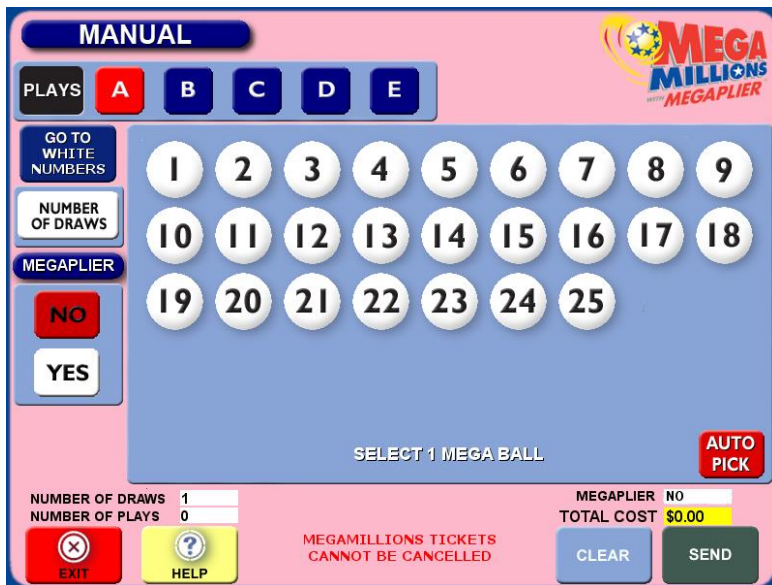 MANUAL
MEGA
MILLIONS
WITH MEGAPLIER
PLAYS A B C D E
GO TO
WHITE
NUMBERS
NUMBER
OF DRAWS
MEGAPLIER
NO
YES
1 2 3 4 5 6 7 8 9
10 11 12 13 14 15 16 17 18
19 20 21 22 23 24 25
SELECT 1 MEGA BALL
AUTO
PICK
NUMBER OF DRAWS 1
NUMBER OF PLAYS 0
MEGAPLIER NO
TOTAL COST $0.00
EXIT
?
HELP
MEGAMILLIONS TICKETS
CANNOT BE CANCELLED
CLEAR
SEND